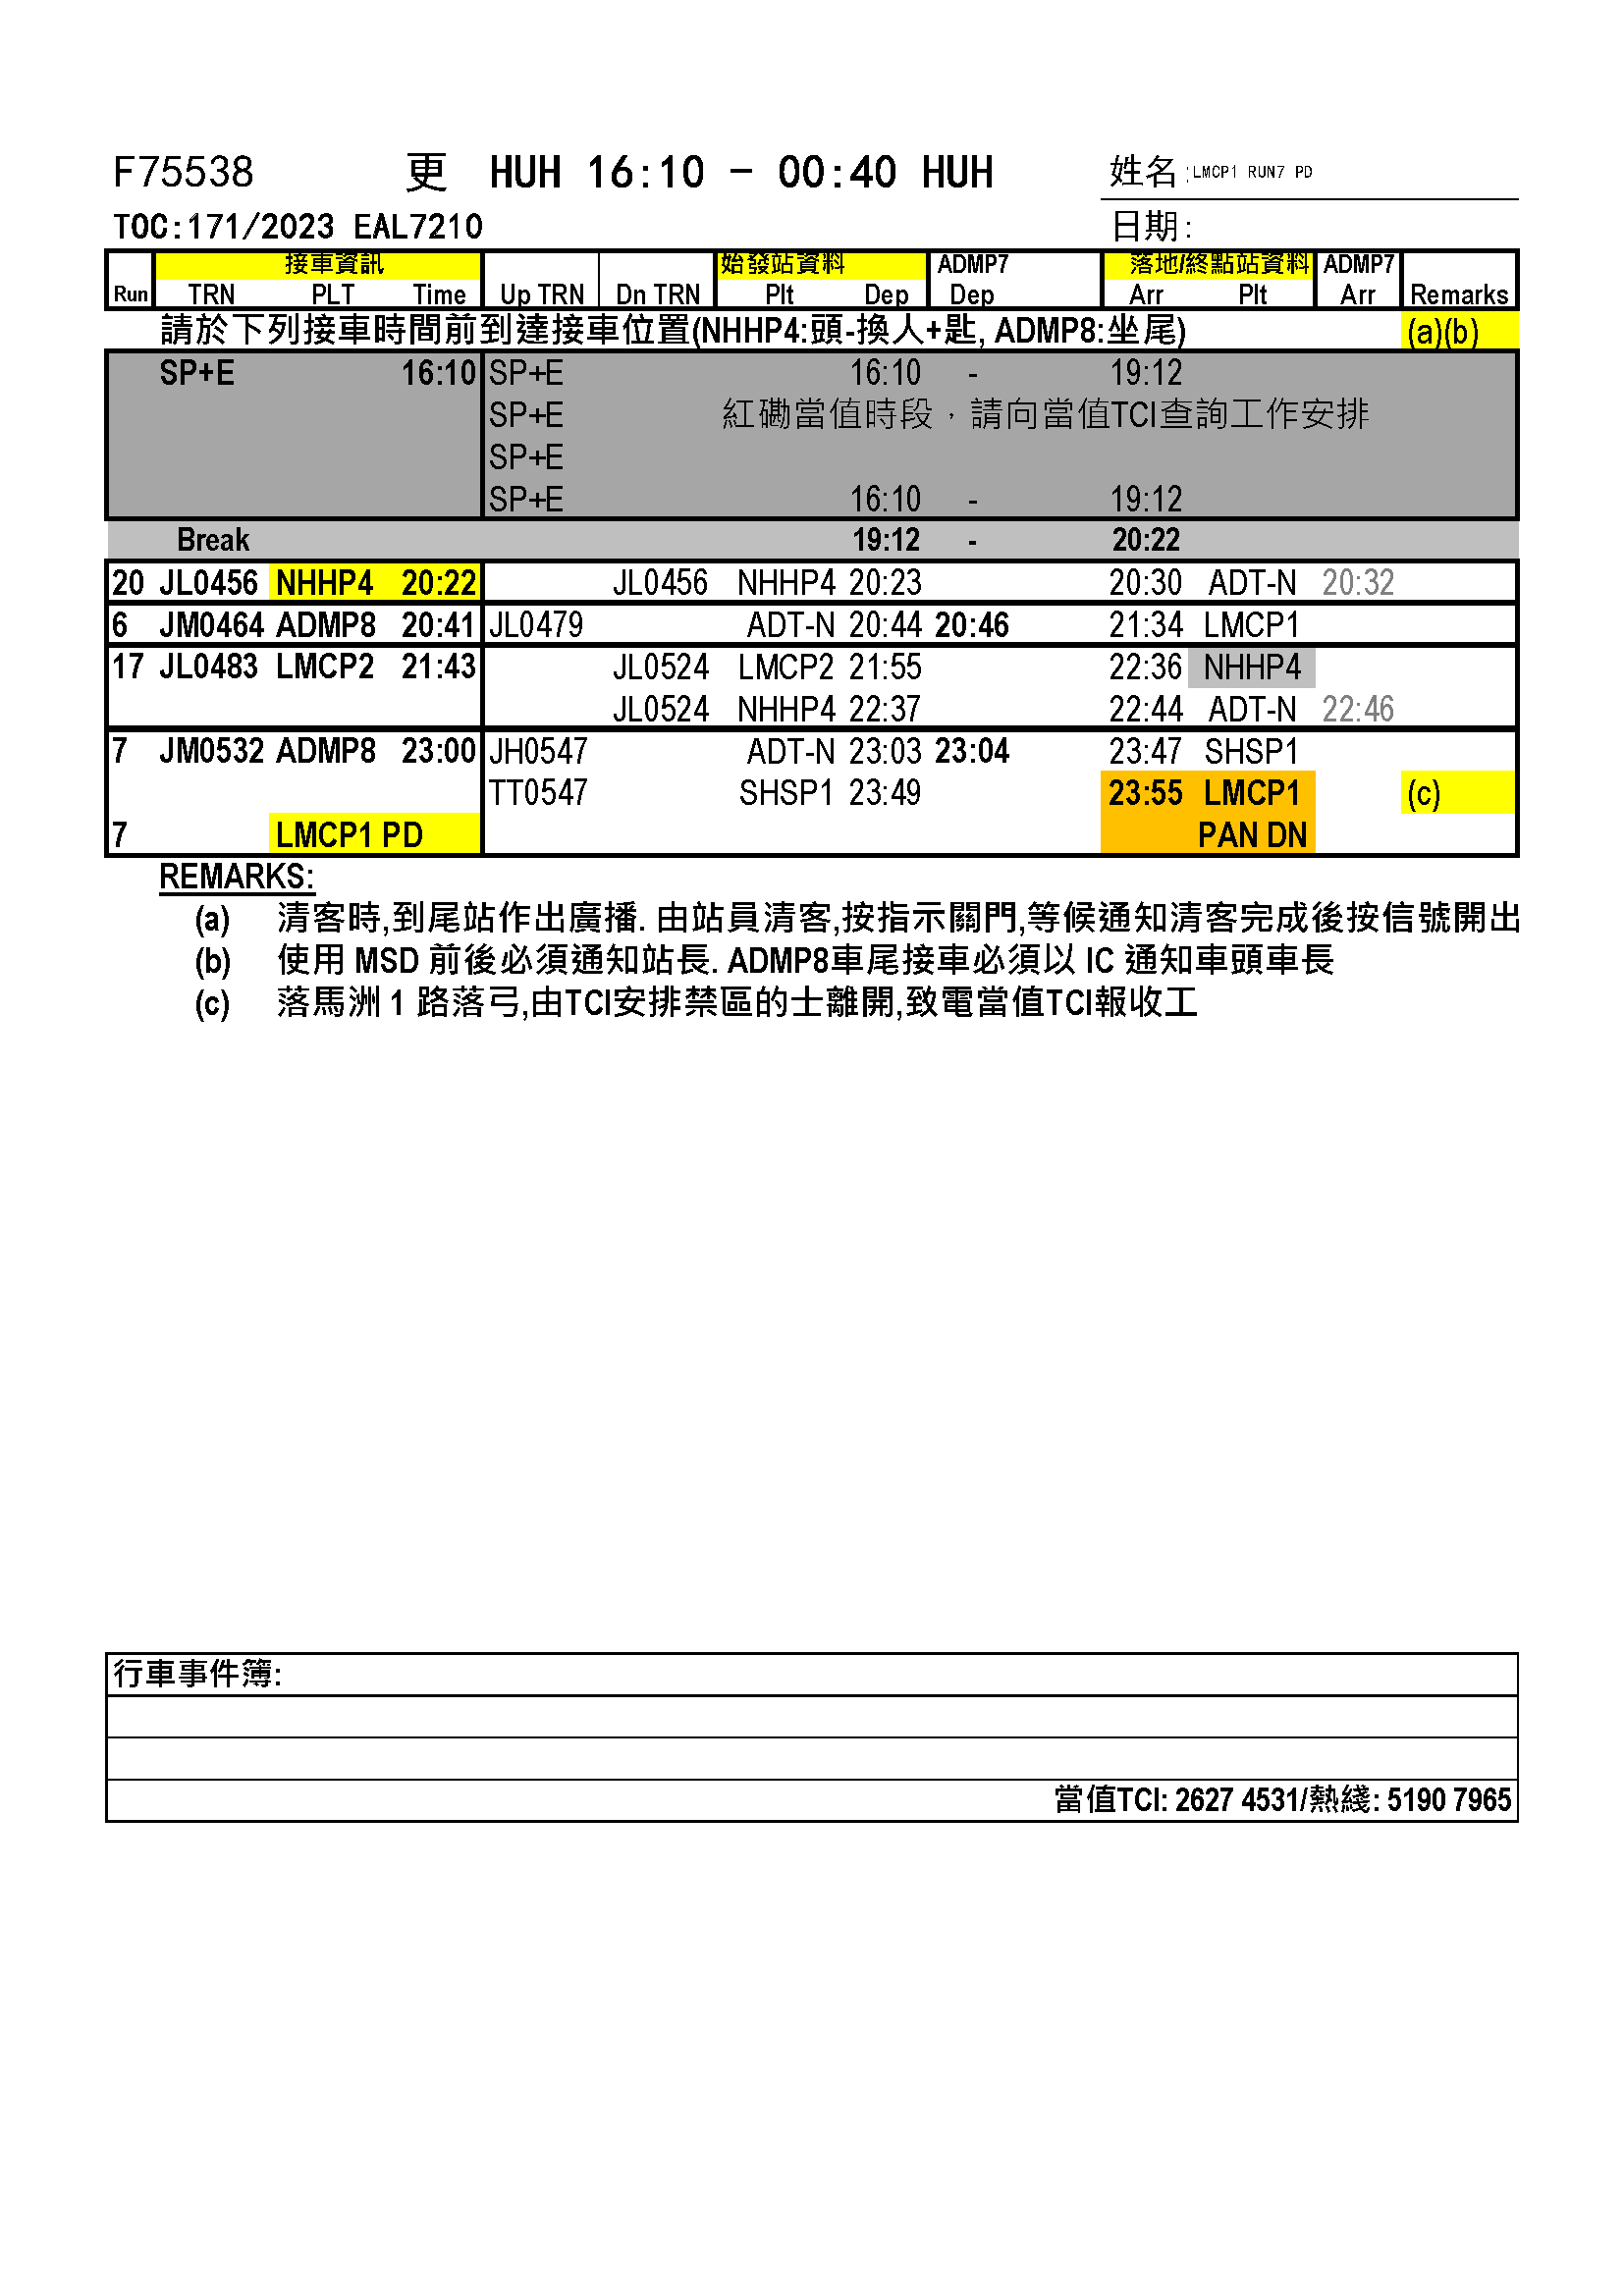 F75538 更 HUH 16:10 - 00:40 HUH 姓名:LMCP1 RUN7 PD
TOC:171/2023 EAL7210 日期:
接車資訊 始發站資料 ADMP7 落地/終點站資料 ADMP7
Run TRN PLT Time Up TRN Dn TRN Plt Dep Dep Arr Plt Arr Remarks
請於下列接車時間前到達接車位置(NHHP4:頭-換人+匙, ADMP8:坐尾) (a)(b)
SP+E 16:10 SP+E 16:10 - 19:12
SP+E 紅磡當值時段，請向當值TCI查詢工作安排
SP+E
SP+E 16:10 - 19:12
Break 19:12 - 20:22
20 JL0456 NHHP4 20:22 JL0456 NHHP4 20:23 20:30 ADT-N 20:32
6 JM0464 ADMP8 20:41 JL0479 ADT-N 20:44 20:46 21:34 LMCP1
17 JL0483 LMCP2 21:43 JL0524 LMCP2 21:55 22:36 NHHP4
JL0524 NHHP4 22:37 22:44 ADT-N 22:46
7 JM0532 ADMP8 23:00 JH0547 ADT-N 23:03 23:04 23:47 SHSP1
TT0547 SHSP1 23:49 23:55 LMCP1 (c)
7 LMCP1 PD PAN DN
REMARKS:
(a) 清客時,到尾站作出廣播. 由站員清客,按指示關門,等候通知清客完成後按信號開出
(b) 使用 MSD 前後必須通知站長. ADMP8車尾接車必須以 IC 通知車頭車長
(c) 落馬洲 1 路落弓,由TCI安排禁區的士離開,致電當值TCI報收工
行車事件簿:
當值TCI: 2627 4531/熱綫: 5190 7965